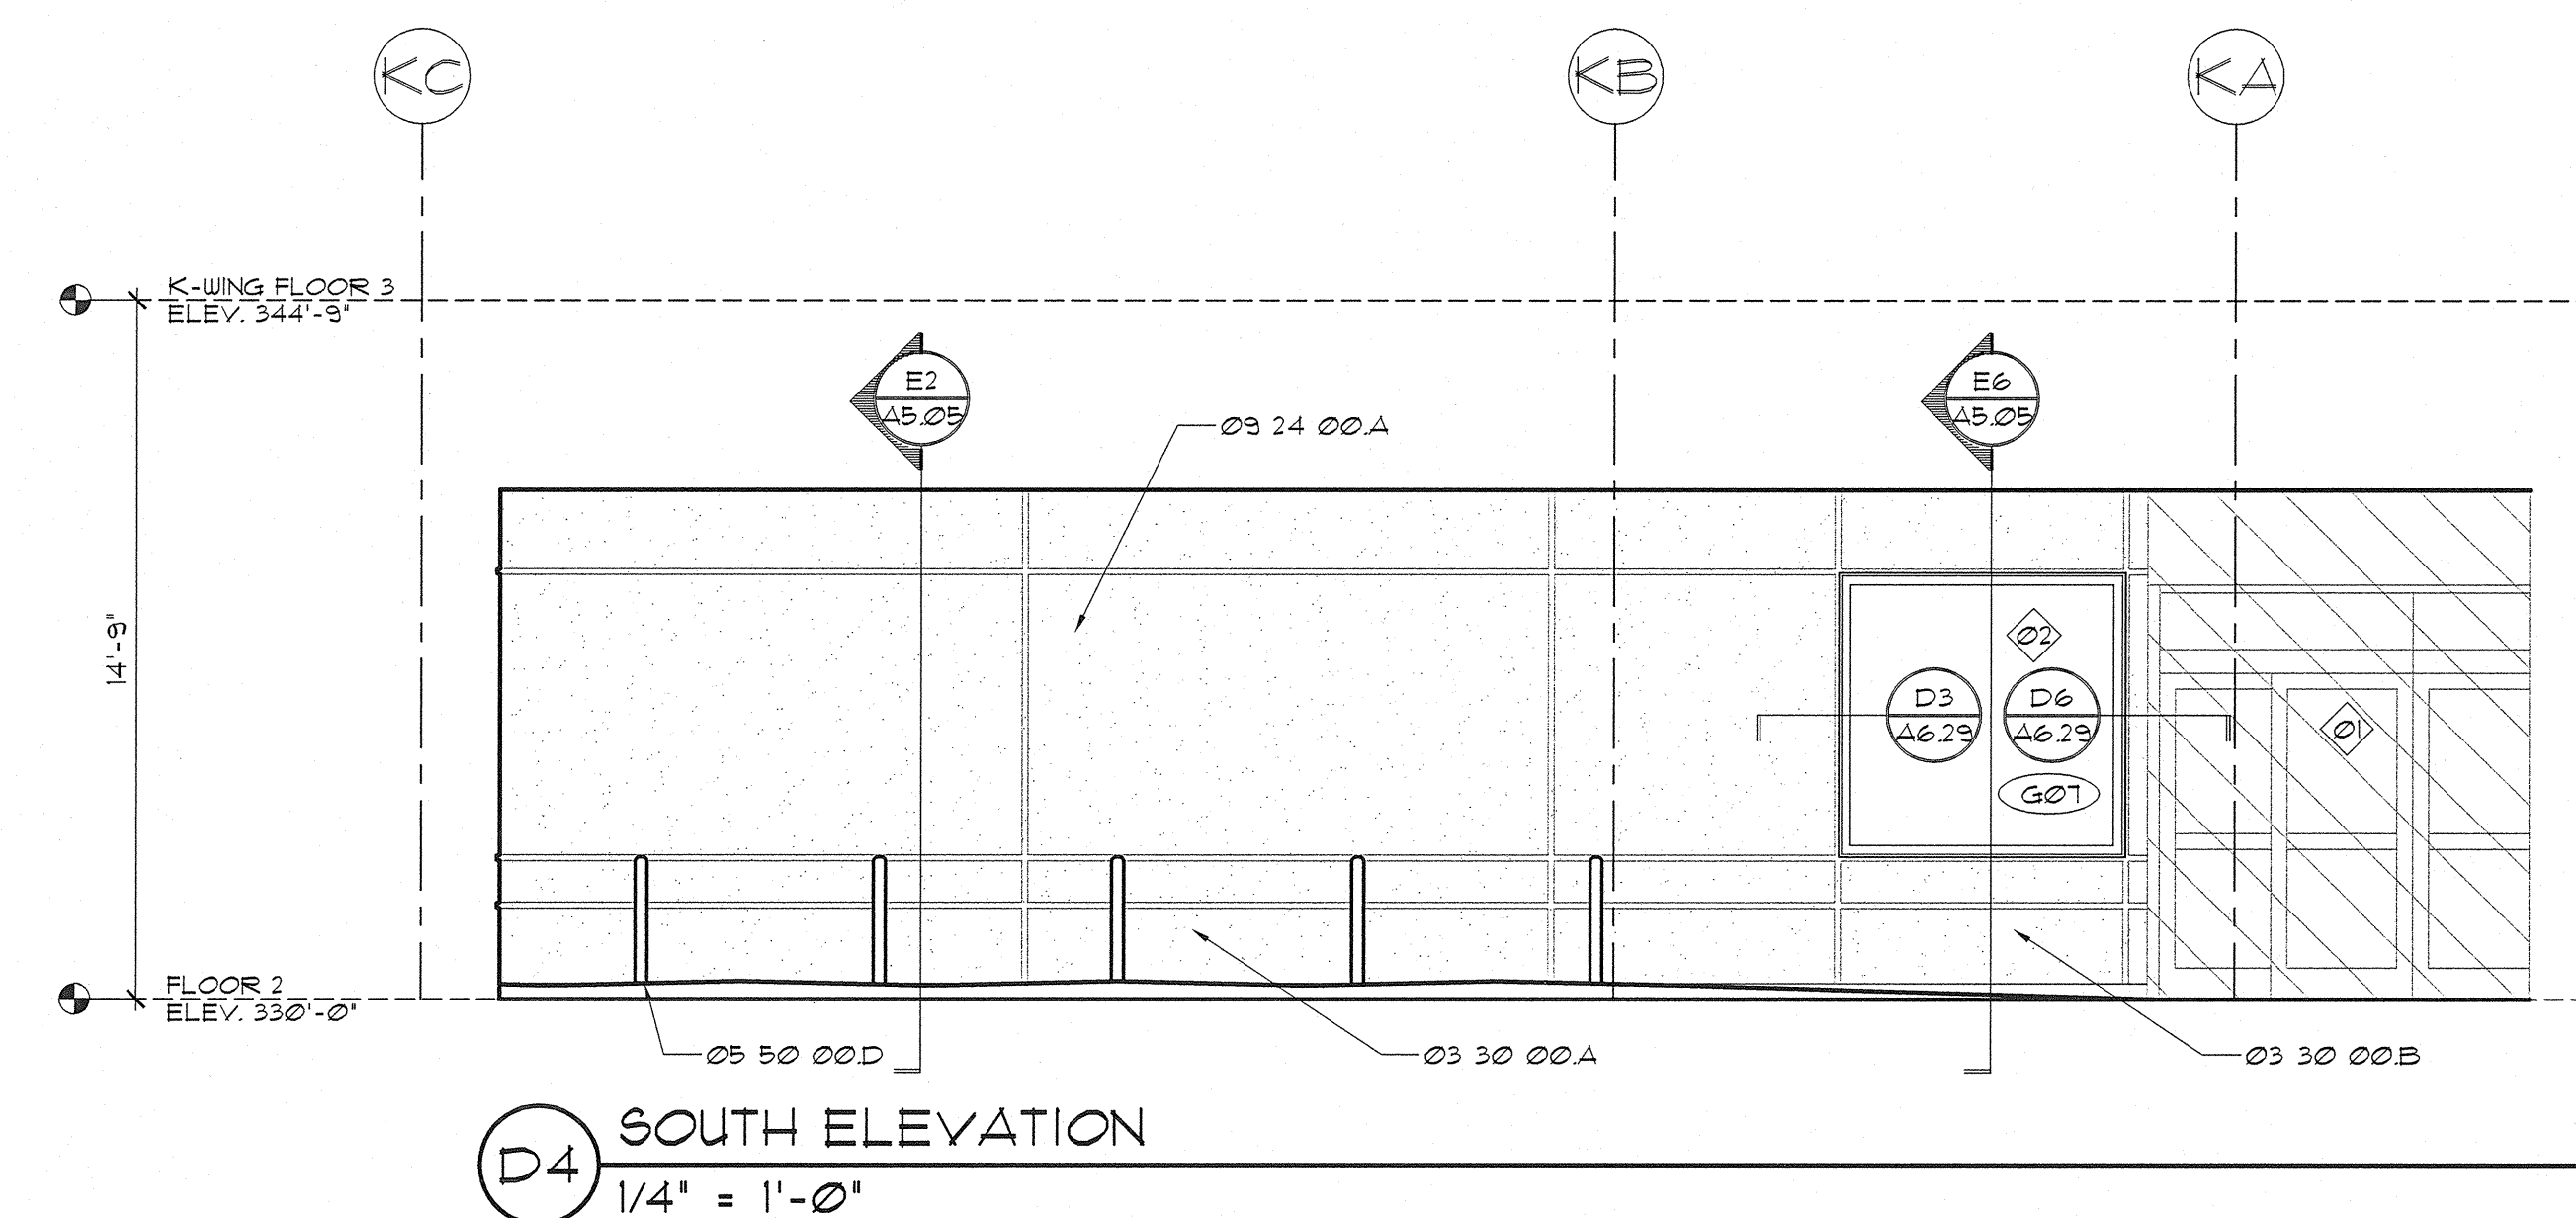 KC
KB
KA
K-WING FLOOR 3
ELEV. 344'-9"
E2
A5.05
E6
A5.05
09 24 00.A
14'-9"
02
D3
A6.29
D6
A6.29
01
G07
FLOOR 2
ELEV. 330'-0"
05 50 00.D
03 30 00.A
03 30 00.B
D4
SOUTH ELEVATION
1/4" = 1'-0"